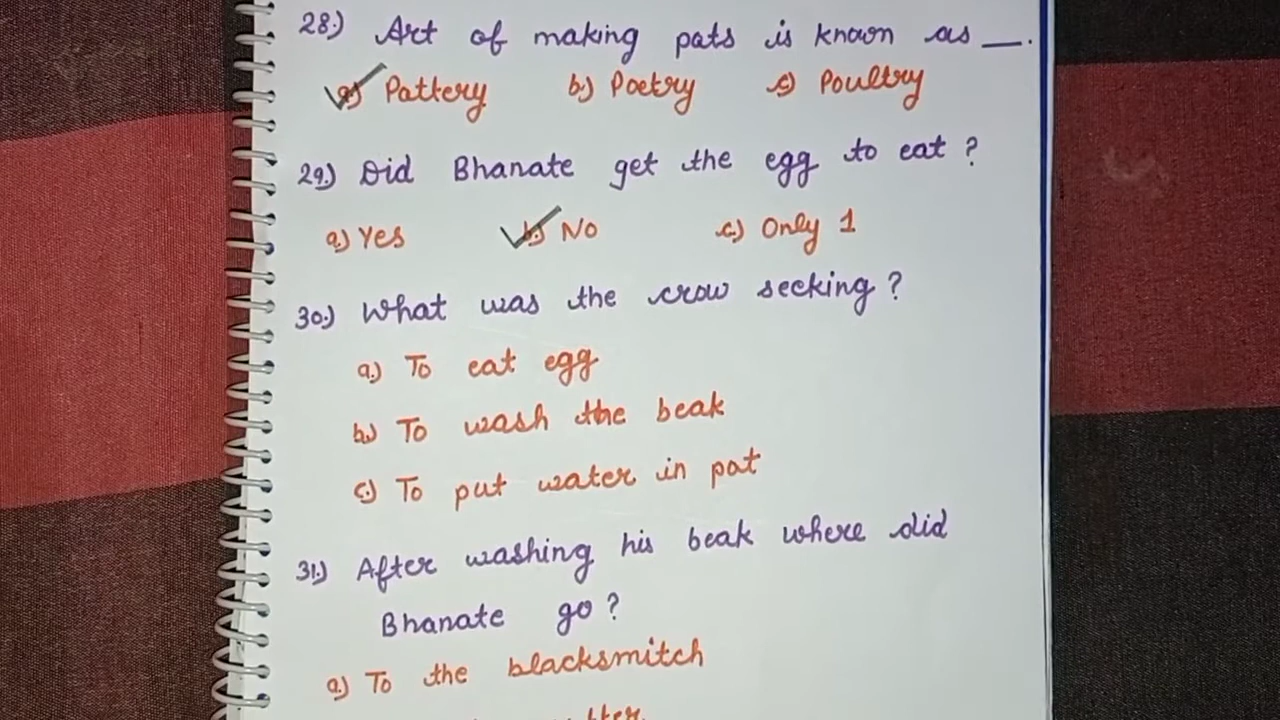 28.) Art of making pots is known as __.
a.) Pottery b.) Poetry c.) Poultry
29.) Did Bhanate get the egg to eat ?
a.) Yes b.) No c.) Only 1
30.) What was the crow seeking ?
a.) To eat egg
b.) To wash the beak
c.) To put water in pot
31.) After washing his beak where did
Bhanate go ?
a.) To the blacksmitch